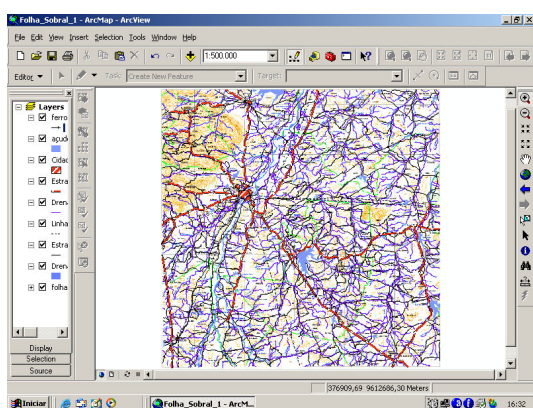 Folha_Sobral_1 - ArcMap - ArcView
File Edit View Insert Selection Tools Window Help
1:500.000
Editor Task: Create New Feature Target:
Layers
ferro
açud
Cidad
Estra
Dren
Linha
Estra
Dren
folha
Display
Selection
Source
376909,69 9612686,30 Meters
Iniciar Folha_Sobral_1 - ArcM... 16:32